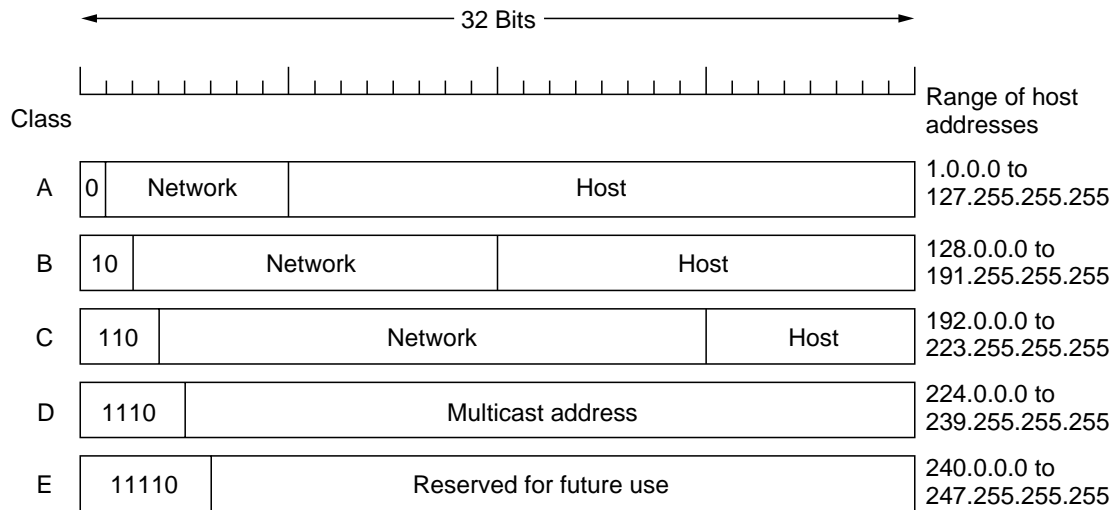 32 Bits
Class
Range of host
addresses
A
0
Network
Host
1.0.0.0 to
127.255.255.255
B
10
Network
Host
128.0.0.0 to
191.255.255.255
C
110
Network
Host
192.0.0.0 to
223.255.255.255
D
1110
Multicast address
224.0.0.0 to
239.255.255.255
E
11110
Reserved for future use
240.0.0.0 to
247.255.255.255